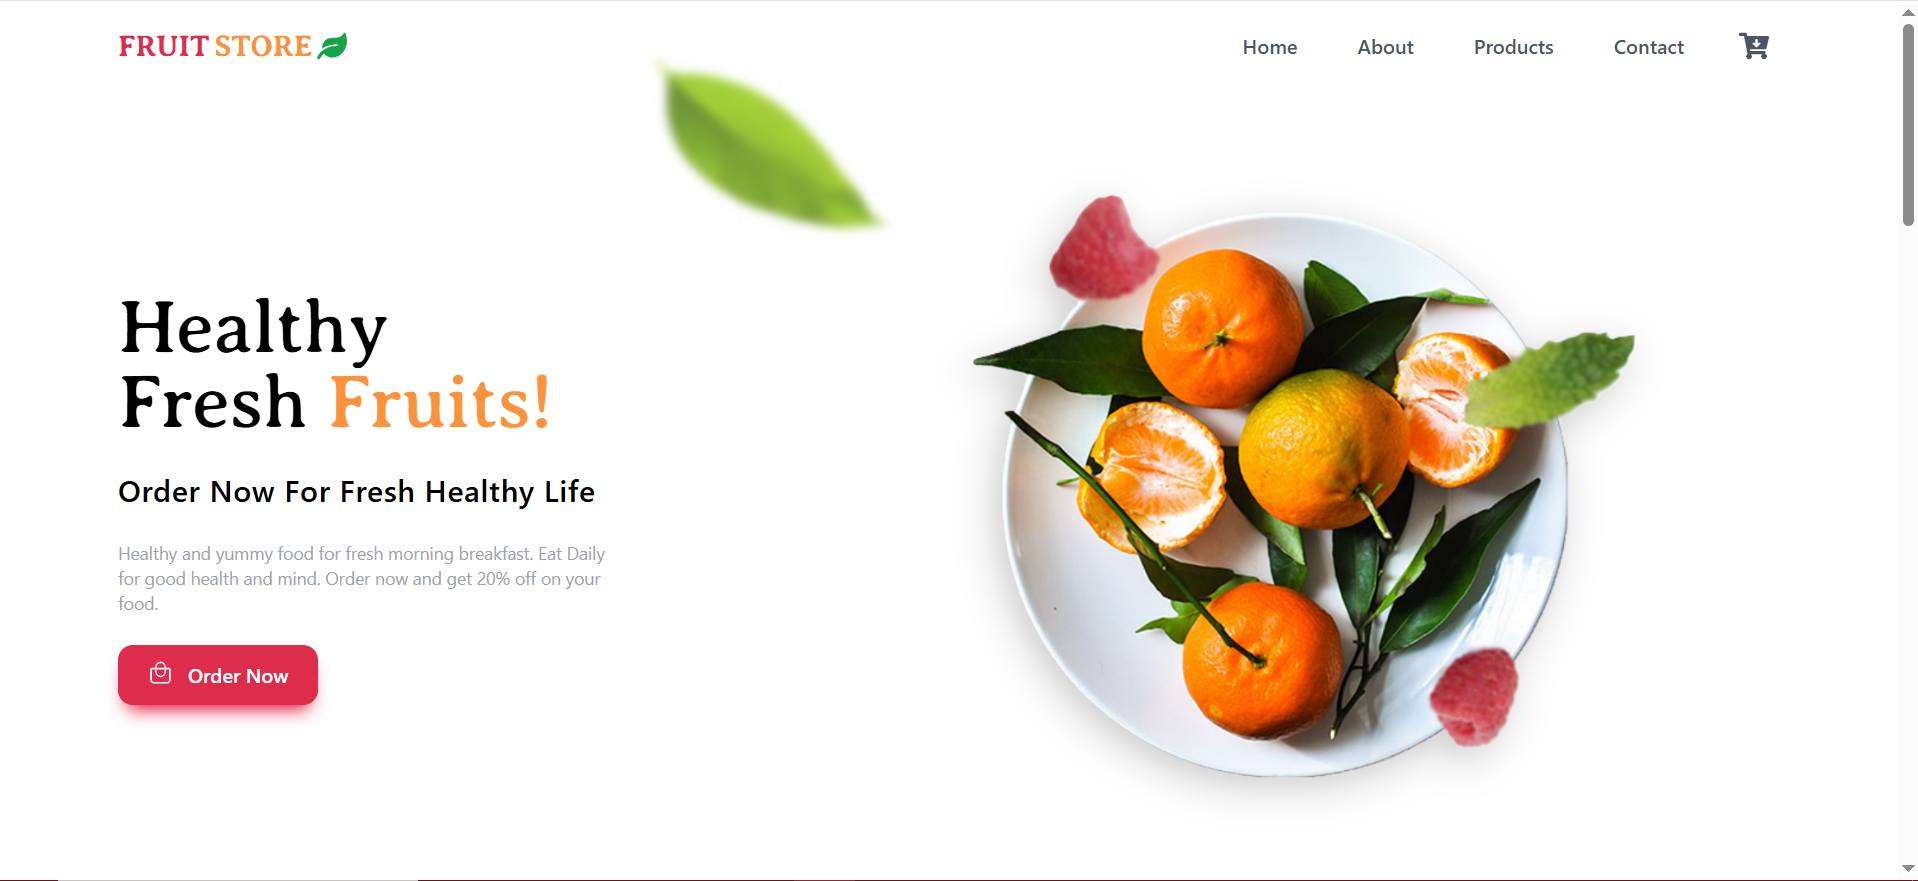 FRUIT STORE
Home About Products Contact
Healthy
Fresh Fruits!
Order Now For Fresh Healthy Life
Healthy and yummy food for fresh morning breakfast. Eat Daily
for good health and mind. Order now and get 20% off on your
food.
Order Now